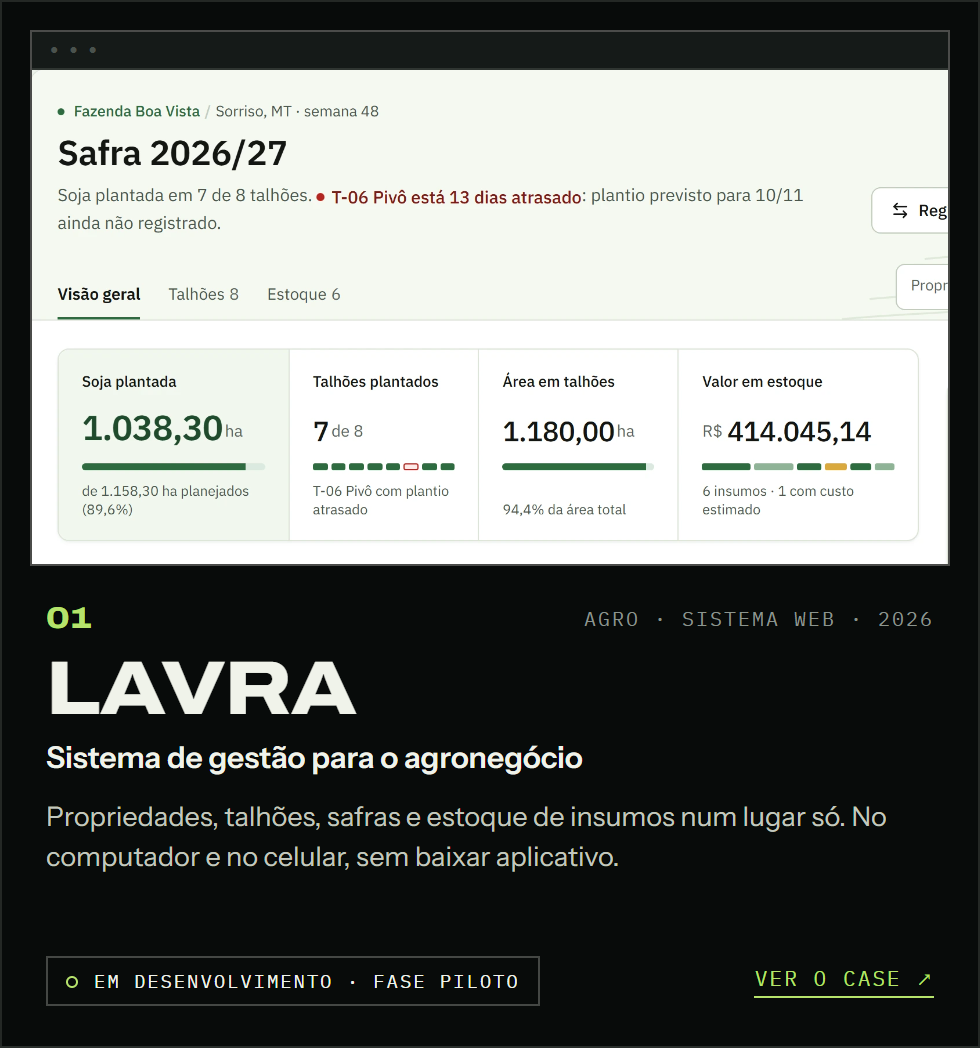 Fazenda Boa Vista / Sorriso, MT · semana 48
Safra 2026/27
Soja plantada em 7 de 8 talhões. T-06 Pivô está 13 dias atrasado: plantio previsto para 10/11
ainda não registrado.
Reg
Propr
Visão geral Talhões 8 Estoque 6
Soja plantada
1.038,30 ha
de 1.158,30 ha planejados
(89,6%)
Talhões plantados
7 de 8
T-06 Pivô com plantio
atrasado
Área em talhões
1.180,00 ha
94,4% da área total
Valor em estoque
R$ 414.045,14
6 insumos · 1 com custo
estimado
01
AGRO · SISTEMA WEB · 2026
LAVRA
Sistema de gestão para o agronegócio
Propriedades, talhões, safras e estoque de insumos num lugar só. No
computador e no celular, sem baixar aplicativo.
EM DESENVOLVIMENTO · FASE PILOTO
VER O CASE ↗